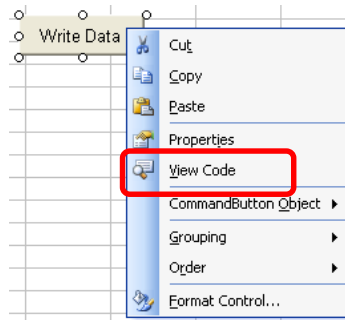 Write Data
Cut
Copy
Paste
Properties
View Code
CommandButton Object
Grouping
Order
Format Control...